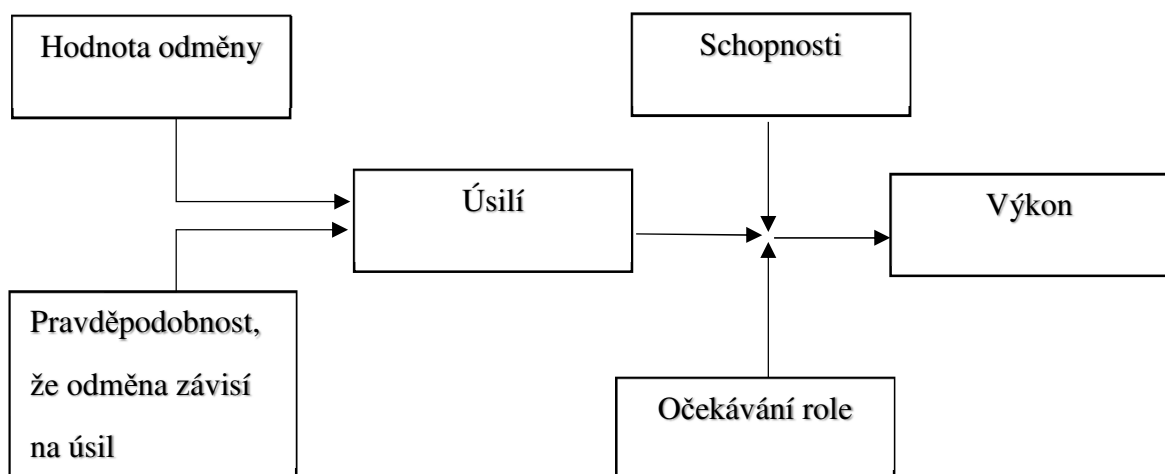 Hodnota odměny
Schopnosti
Úsilí
Výkon
Pravděpodobnost,
že odměna závisí
na úsil
Očekávání role